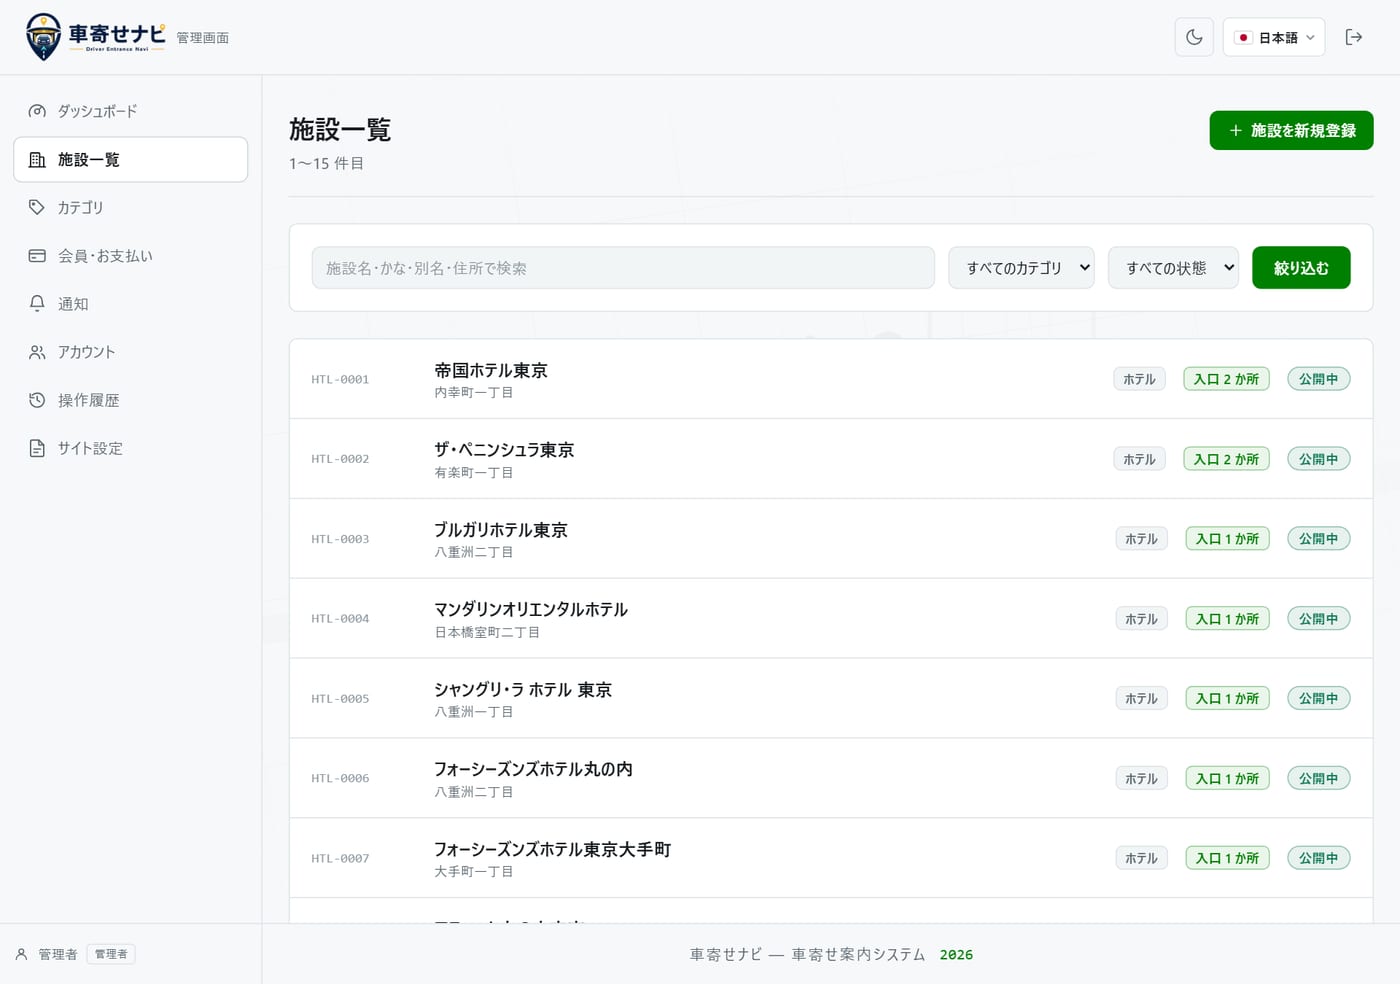 車寄せナビ
Driver Entrance Navi
管理画面
日本語
ダッシュボード
施設一覧
カテゴリ
会員・お支払い
通知
アカウント
操作履歴
サイト設定
施設一覧
1〜15 件目
＋ 施設を新規登録
施設名・かな・別名・住所で検索
すべてのカテゴリ
すべての状態
絞り込む
HTL-0001
帝国ホテル東京
内幸町一丁目
ホテル
入口 2 か所
公開中
HTL-0002
ザ・ペニンシュラ東京
有楽町一丁目
ホテル
入口 2 か所
公開中
HTL-0003
ブルガリホテル東京
八重洲二丁目
ホテル
入口 1 か所
公開中
HTL-0004
マンダリンオリエンタルホテル
日本橋室町二丁目
ホテル
入口 1 か所
公開中
HTL-0005
シャングリ・ラ ホテル 東京
八重洲一丁目
ホテル
入口 1 か所
公開中
HTL-0006
フォーシーズンズホテル丸の内
八重洲二丁目
ホテル
入口 1 か所
公開中
HTL-0007
フォーシーズンズホテル東京大手町
大手町一丁目
ホテル
入口 1 か所
公開中
管理者
管理者
車寄せナビ — 車寄せ案内システム 2026